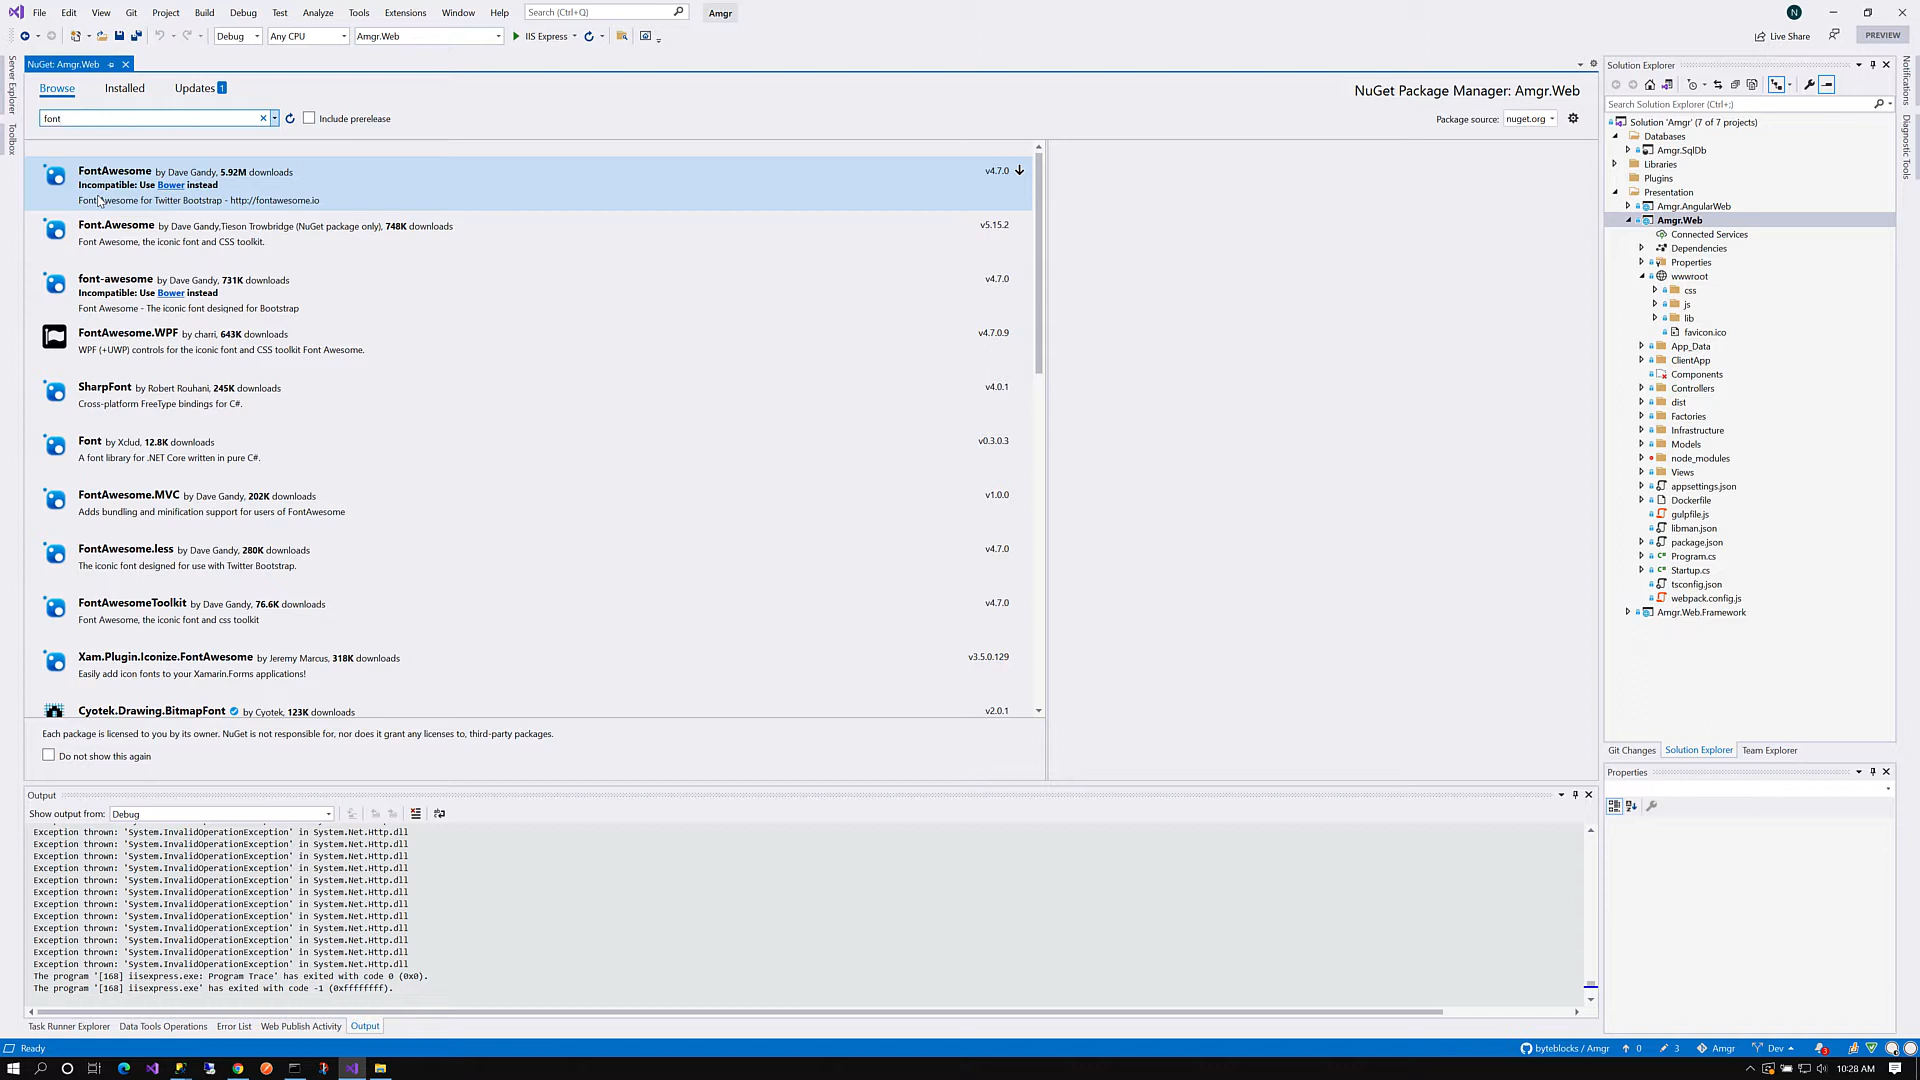 File Edit View Git Project Build Debug Test Analyze Tools Extensions Window Help Search (Ctrl+Q) Amgr
Debug Any CPU Amgr.Web IIS Express Live Share PREVIEW
Server Explorer
Toolbox
NuGet: Amgr.Web
Browse Installed Updates 1
NuGet Package Manager: Amgr.Web
font Include prerelease
Package source: nuget.org
FontAwesome by Dave Gandy, 5.92M downloads v4.7.0
Incompatible: Use Bower instead
Font Awesome for Twitter Bootstrap - http://fontawesome.io
Font.Awesome by Dave Gandy,Tieson Trowbridge (NuGet package only), 748K downloads v5.15.2
Font Awesome, the iconic font and CSS toolkit.
font-awesome by Dave Gandy, 731K downloads v4.7.0
Incompatible: Use Bower instead
Font Awesome - The iconic font designed for Bootstrap
FontAwesome.WPF by charri, 643K downloads v4.7.0.9
WPF (+UWP) controls for the iconic font and CSS toolkit Font Awesome.
SharpFont by Robert Rouhani, 245K downloads v4.0.1
Cross-platform FreeType bindings for C#.
Font by Xclud, 12.8K downloads v0.3.0.3
A font library for .NET Core written in pure C#.
FontAwesome.MVC by Dave Gandy, 202K downloads v1.0.0
Adds bundling and minification support for users of FontAwesome
FontAwesome.less by Dave Gandy, 280K downloads v4.7.0
The iconic font designed for use with Twitter Bootstrap.
FontAwesomeToolkit by Dave Gandy, 76.6K downloads v4.7.0
Font Awesome, the iconic font and css toolkit
Xam.Plugin.Iconize.FontAwesome by Jeremy Marcus, 318K downloads v3.5.0.129
Easily add icon fonts to your Xamarin.Forms applications!
Cyotek.Drawing.BitmapFont by Cyotek, 123K downloads v2.0.1
Each package is licensed to you by its owner. NuGet is not responsible for, nor does it grant any licenses to, third-party packages.
Do not show this again
Output
Show output from: Debug
Exception thrown: 'System.InvalidOperationException' in System.Net.Http.dll
Exception thrown: 'System.InvalidOperationException' in System.Net.Http.dll
Exception thrown: 'System.InvalidOperationException' in System.Net.Http.dll
Exception thrown: 'System.InvalidOperationException' in System.Net.Http.dll
Exception thrown: 'System.InvalidOperationException' in System.Net.Http.dll
Exception thrown: 'System.InvalidOperationException' in System.Net.Http.dll
Exception thrown: 'System.InvalidOperationException' in System.Net.Http.dll
Exception thrown: 'System.InvalidOperationException' in System.Net.Http.dll
Exception thrown: 'System.InvalidOperationException' in System.Net.Http.dll
Exception thrown: 'System.InvalidOperationException' in System.Net.Http.dll
Exception thrown: 'System.InvalidOperationException' in System.Net.Http.dll
Exception thrown: 'System.InvalidOperationException' in System.Net.Http.dll
The program '[168] iisexpress.exe: Program Trace' has exited with code 0 (0x0).
The program '[168] iisexpress.exe' has exited with code -1 (0xffffffff).
Task Runner Explorer Data Tools Operations Error List Web Publish Activity Output
Solution Explorer
Search Solution Explorer (Ctrl+;)
Solution 'Amgr' (7 of 7 projects)
Databases
Amgr.SqlDb
Libraries
Plugins
Presentation
Amgr.AngularWeb
Amgr.Web
Connected Services
Dependencies
Properties
wwwroot
css
js
lib
favicon.ico
App_Data
ClientApp
Components
Controllers
dist
Factories
Infrastructure
Models
node_modules
Views
appsettings.json
Dockerfile
gulpfile.js
libman.json
package.json
Program.cs
Startup.cs
tsconfig.json
webpack.config.js
Amgr.Web.Framework
Git Changes Solution Explorer Team Explorer
Properties
Notifications
Diagnostic Tools
Ready byteblocks / Amgr 0 3 Amgr Dev 3
10:28 AM